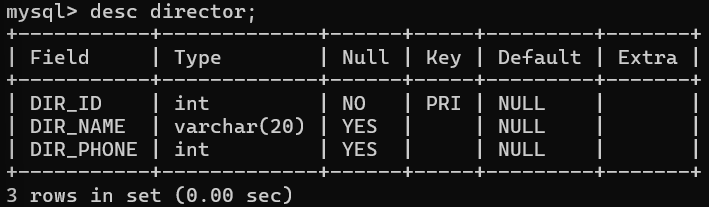 mysql> desc director;
+-----------+-------------+------+-----+---------+-------+
| Field     | Type        | Null | Key | Default | Extra |
+-----------+-------------+------+-----+---------+-------+
| DIR_ID    | int         | NO   | PRI | NULL    |       |
| DIR_NAME  | varchar(20) | YES  |     | NULL    |       |
| DIR_PHONE | int         | YES  |     | NULL    |       |
+-----------+-------------+------+-----+---------+-------+
3 rows in set (0.00 sec)